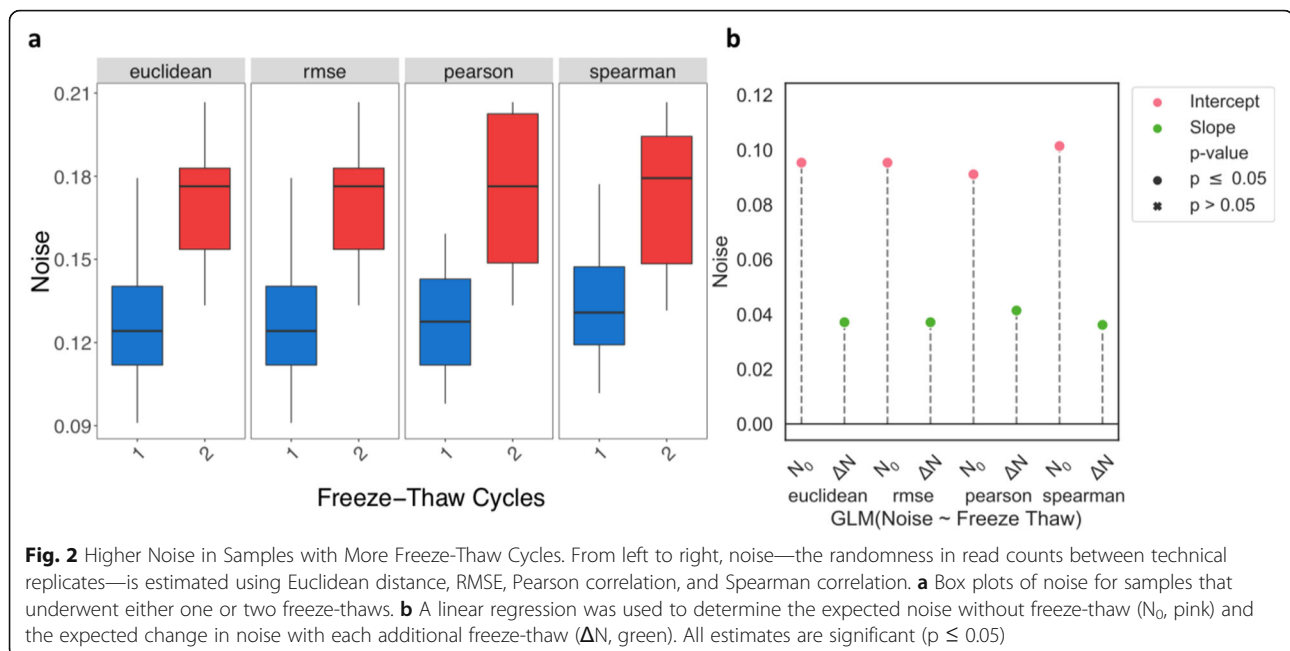 a
euclidean rmse pearson spearman
0.21
0.18
0.15
0.12
0.09
Noise
1 2 1 2 1 2 1 2
Freeze-Thaw Cycles
b
0.12
0.10
0.08
0.06
0.04
0.02
0.00
Noise
N₀ ΔN N₀ ΔN N₀ ΔN N₀ ΔN
euclidean rmse pearson spearman
GLM(Noise ~ Freeze Thaw)
Intercept
Slope
p-value
p ≤ 0.05
p > 0.05
Fig. 2 Higher Noise in Samples with More Freeze-Thaw Cycles. From left to right, noise—the randomness in read counts between technical
replicates—is estimated using Euclidean distance, RMSE, Pearson correlation, and Spearman correlation. a Box plots of noise for samples that
underwent either one or two freeze-thaws. b A linear regression was used to determine the expected noise without freeze-thaw (N₀, pink) and
the expected change in noise with each additional freeze-thaw (ΔN, green). All estimates are significant (p ≤ 0.05)